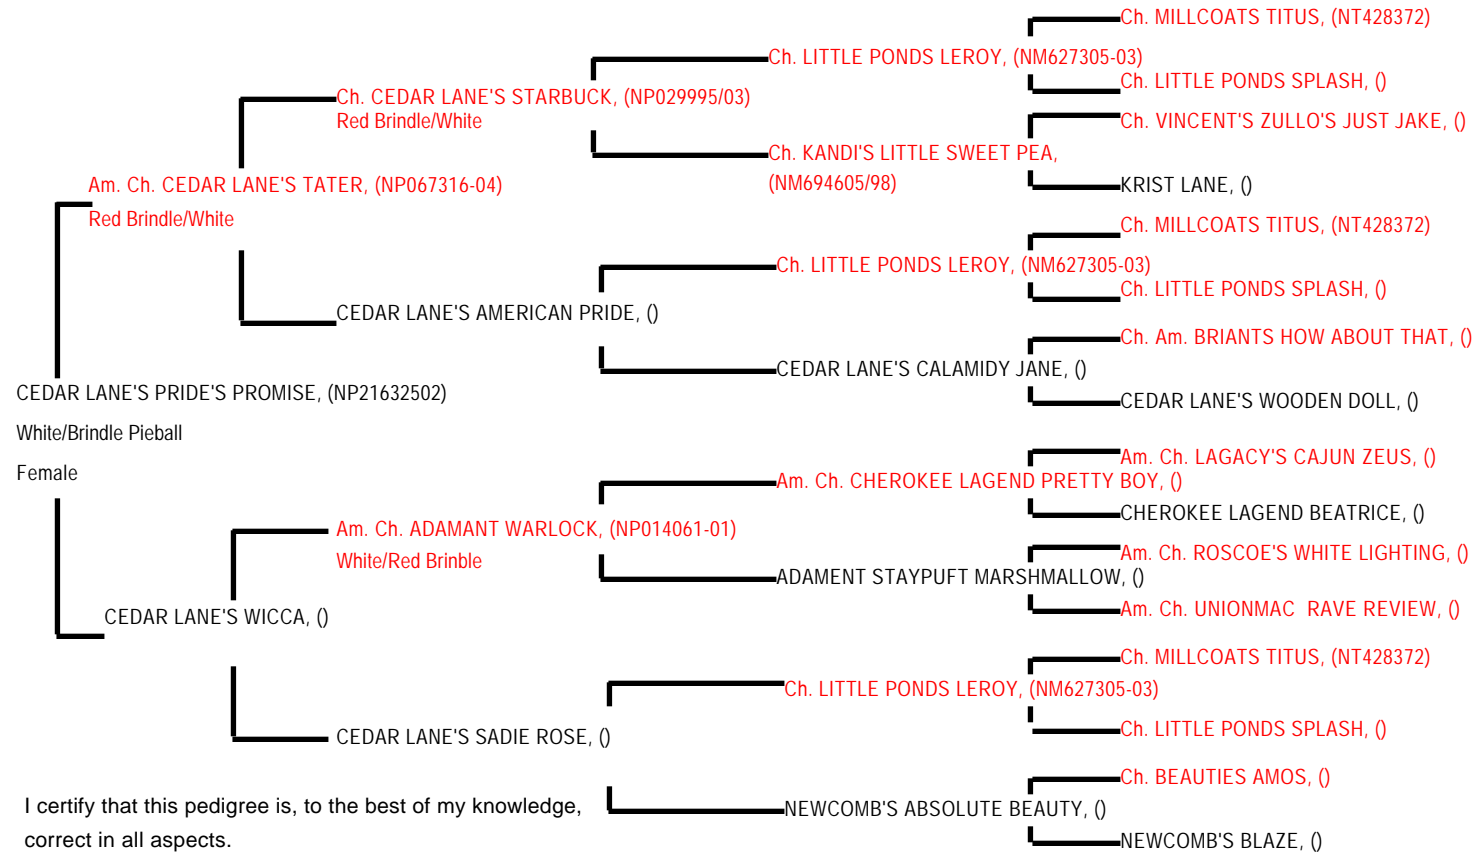 Ch. MILLCOATS TITUS, (NT428372)
Ch. LITTLE PONDS LEROY, (NM627305-03)
Ch. LITTLE PONDS SPLASH, ()
Ch. CEDAR LANE'S STARBUCK, (NP029995/03)
Red Brindle/White
Ch. VINCENT'S ZULLO'S JUST JAKE, ()
Ch. KANDI'S LITTLE SWEET PEA,
(NM694605/98)
KRIST LANE, ()
Am. Ch. CEDAR LANE'S TATER, (NP067316-04)
Red Brindle/White
Ch. MILLCOATS TITUS, (NT428372)
Ch. LITTLE PONDS LEROY, (NM627305-03)
Ch. LITTLE PONDS SPLASH, ()
CEDAR LANE'S AMERICAN PRIDE, ()
Ch. Am. BRIANTS HOW ABOUT THAT, ()
CEDAR LANE'S CALAMIDY JANE, ()
CEDAR LANE'S WOODEN DOLL, ()
CEDAR LANE'S PRIDE'S PROMISE, (NP21632502)
White/Brindle Pieball
Female
Am. Ch. LAGACY'S CAJUN ZEUS, ()
Am. Ch. CHEROKEE LAGEND PRETTY BOY, ()
CHEROKEE LAGEND BEATRICE, ()
Am. Ch. ADAMANT WARLOCK, (NP014061-01)
White/Red Brinble
Am. Ch. ROSCOE'S WHITE LIGHTING, ()
ADAMENT STAYPUFT MARSHMALLOW, ()
Am. Ch. UNIONMAC  RAVE REVIEW, ()
CEDAR LANE'S WICCA, ()
Ch. MILLCOATS TITUS, (NT428372)
Ch. LITTLE PONDS LEROY, (NM627305-03)
Ch. LITTLE PONDS SPLASH, ()
CEDAR LANE'S SADIE ROSE, ()
Ch. BEAUTIES AMOS, ()
NEWCOMB'S ABSOLUTE BEAUTY, ()
NEWCOMB'S BLAZE, ()
I certify that this pedigree is, to the best of my knowledge,
correct in all aspects.